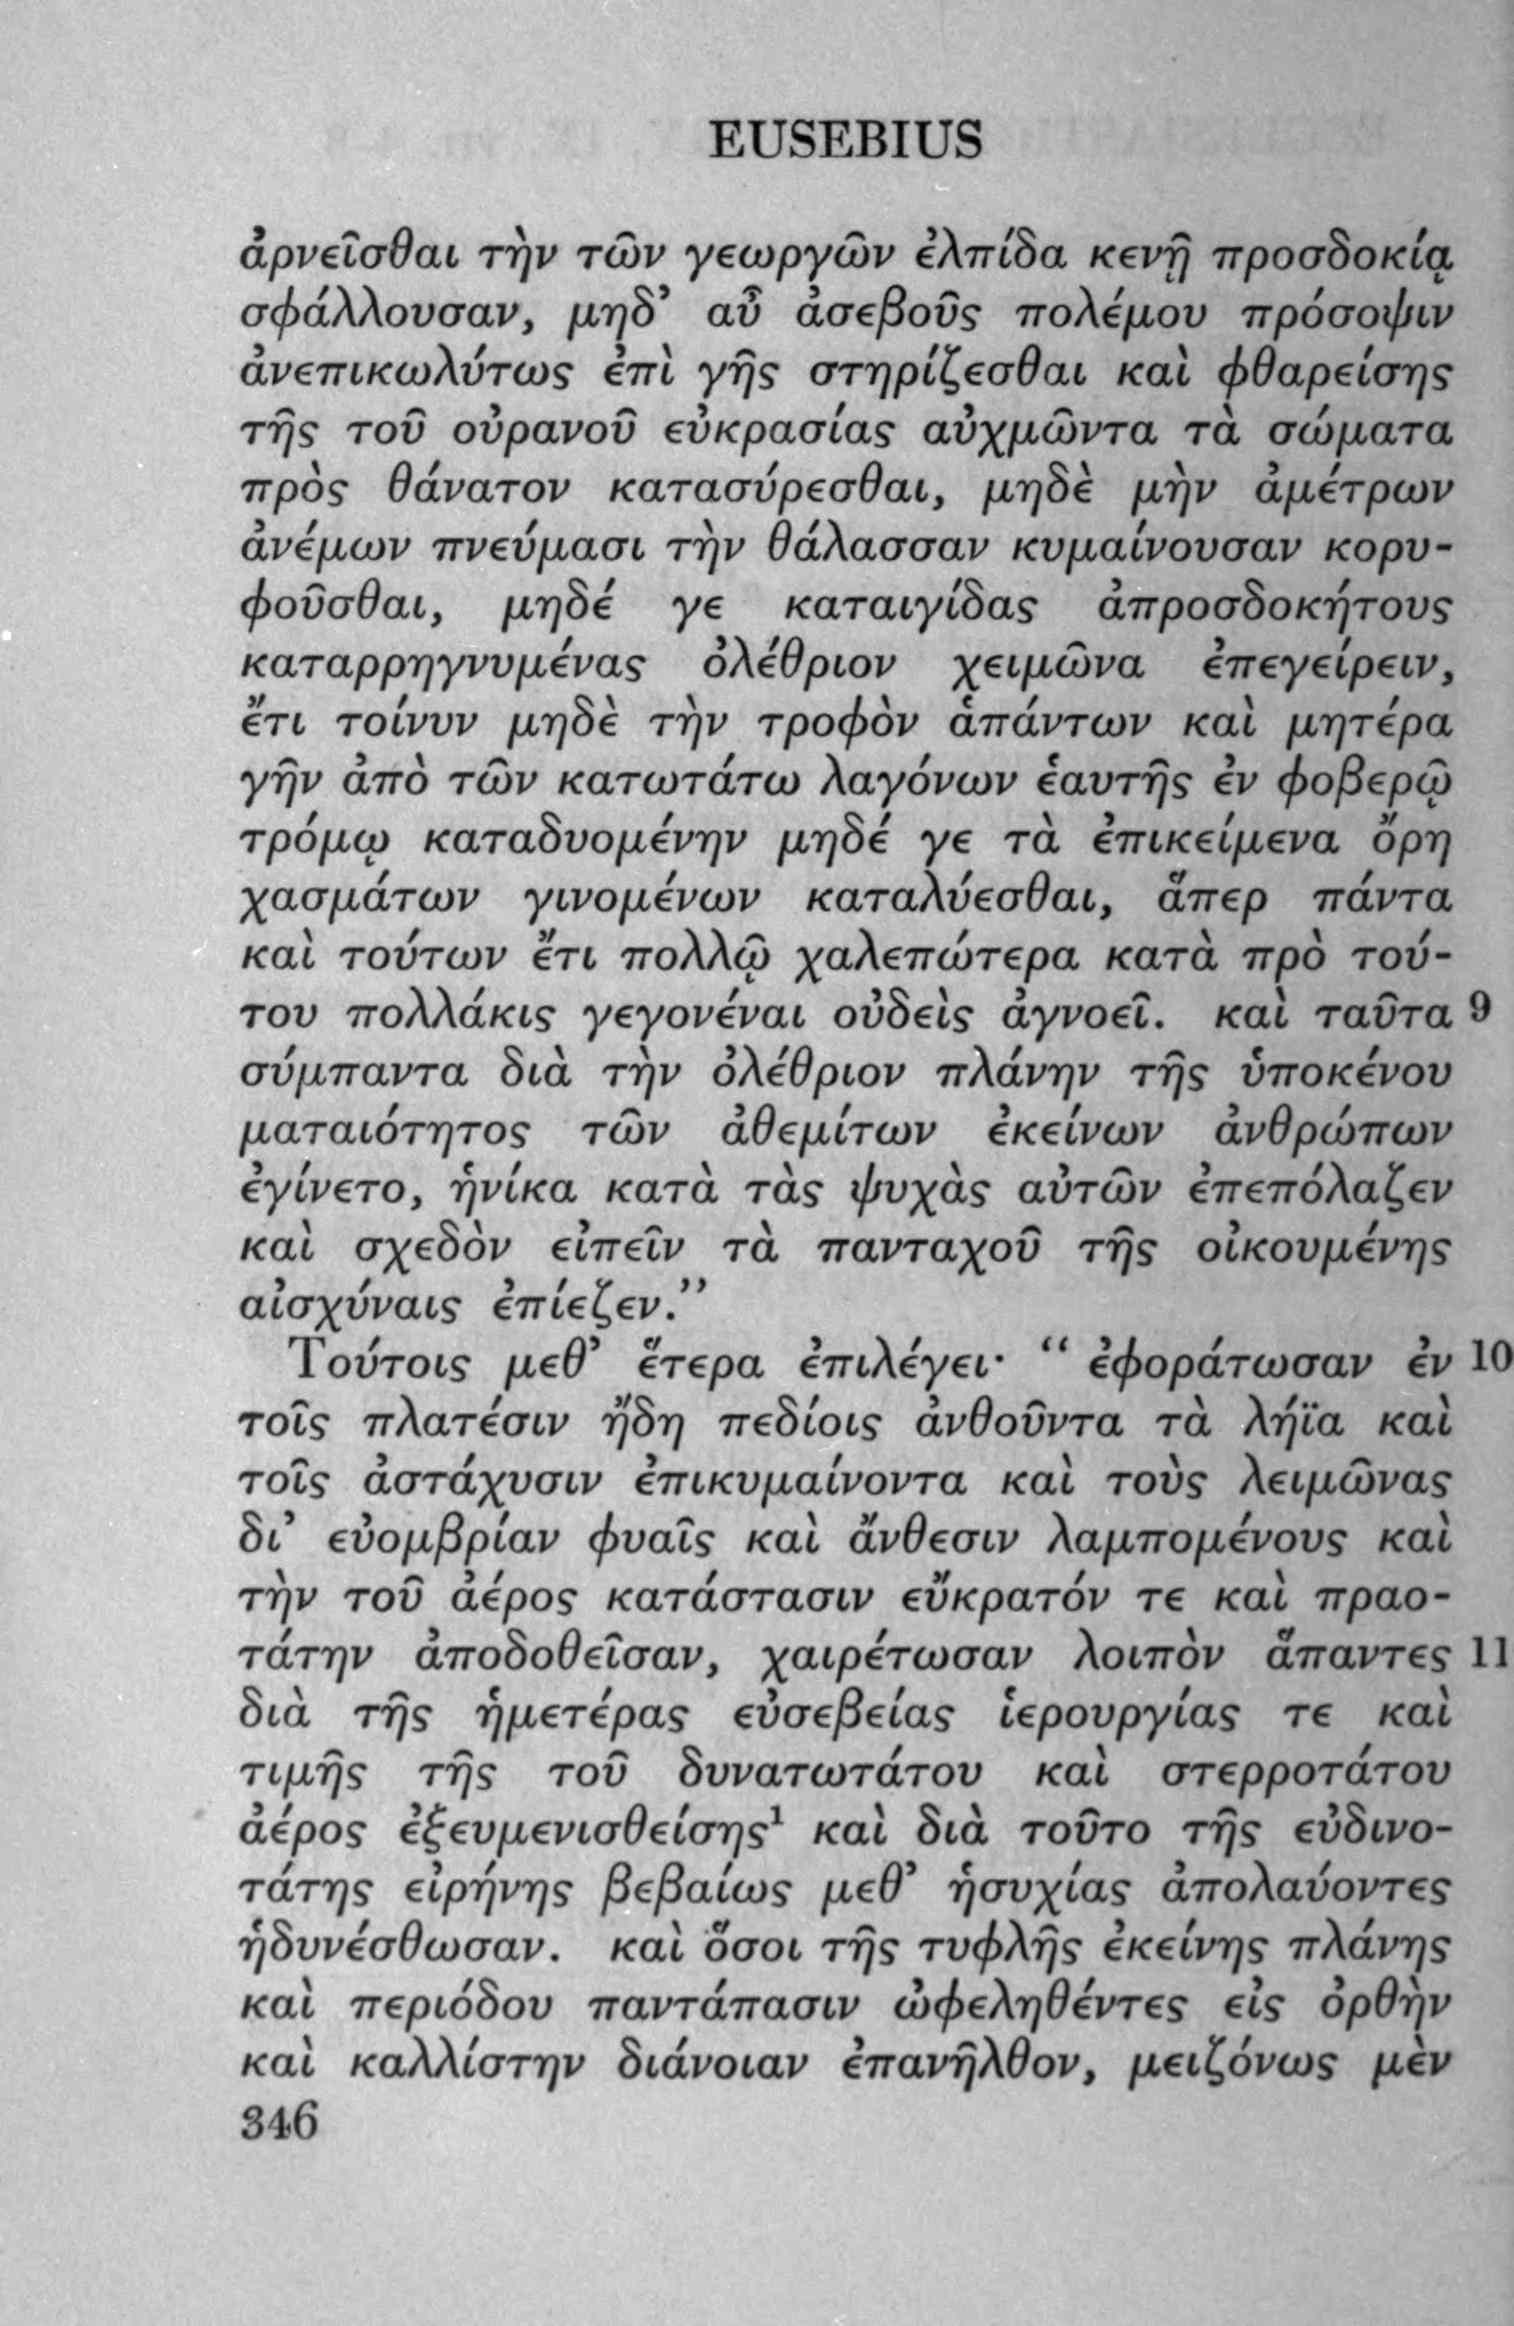 EUSEBIUS
ἀρνεῖσθαι τὴν τῶν γεωργῶν ἐλπίδα κενῇ προσδοκίᾳ
σφάλλουσαν, μηδ’ αὖ ἀσεβοῦς πολέμου πρόσοψιν
ἀνεπικωλύτως ἐπὶ γῆς στηρίζεσθαι καὶ φθαρείσης
τῆς τοῦ οὐρανοῦ εὐκρασίας αὐχμῶντα τὰ σώματα
πρὸς θάνατον κατασύρεσθαι, μηδὲ μὴν ἀμέτρων
ἀνέμων πνεύμασι τὴν θάλασσαν κυμαίνουσαν κορυ-
φοῦσθαι, μηδέ γε καταιγίδας ἀπροσδοκήτους
καταρρηγνυμένας ὀλέθριον χειμῶνα ἐπεγείρειν,
ἔτι τοίνυν μηδὲ τὴν τροφὸν ἁπάντων καὶ μητέρα
γῆν ἀπὸ τῶν κατωτάτω λαγόνων ἑαυτῆς ἐν φοβερῷ
τρόμῳ καταδυομένην μηδέ γε τὰ ἐπικείμενα ὄρη
χασμάτων γινομένων καταλύεσθαι, ἅπερ πάντα
καὶ τούτων ἔτι πολλῷ χαλεπώτερα κατὰ πρὸ τού-
του πολλάκις γεγονέναι οὐδεὶς ἀγνοεῖ. καὶ ταῦτα 9
σύμπαντα διὰ τὴν ὀλέθριον πλάνην τῆς ὑποκένου
ματαιότητος τῶν ἀθεμίτων ἐκείνων ἀνθρώπων
ἐγίνετο, ἡνίκα κατὰ τὰς ψυχὰς αὐτῶν ἐπεπόλαζεν
καὶ σχεδὸν εἰπεῖν τὰ πανταχοῦ τῆς οἰκουμένης
αἰσχύναις ἐπίεζεν.”
Τούτοις μεθ’ ἕτερα ἐπιλέγει· “ ἐφοράτωσαν ἐν 10
τοῖς πλατέσιν ἤδη πεδίοις ἀνθοῦντα τὰ λήϊα καὶ
τοῖς ἀστάχυσιν ἐπικυμαίνοντα καὶ τοὺς λειμῶνας
δι’ εὐομβρίαν φυαῖς καὶ ἄνθεσιν λαμπομένους καὶ
τὴν τοῦ ἀέρος κατάστασιν εὔκρατόν τε καὶ πραο-
τάτην ἀποδοθεῖσαν, χαιρέτωσαν λοιπὸν ἅπαντες 11
διὰ τῆς ἡμετέρας εὐσεβείας ἱερουργίας τε καὶ
τιμῆς τῆς τοῦ δυνατωτάτου καὶ στερροτάτου
ἀέρος ἐξευμενισθείσης¹ καὶ διὰ τοῦτο τῆς εὐδινο-
τάτης εἰρήνης βεβαίως μεθ’ ἡσυχίας ἀπολαύοντες
ἡδυνέσθωσαν. καὶ ὅσοι τῆς τυφλῆς ἐκείνης πλάνης
καὶ περιόδου παντάπασιν ὠφεληθέντες εἰς ὀρθὴν
καὶ καλλίστην διάνοιαν ἐπανῆλθον, μειζόνως μὲν
346